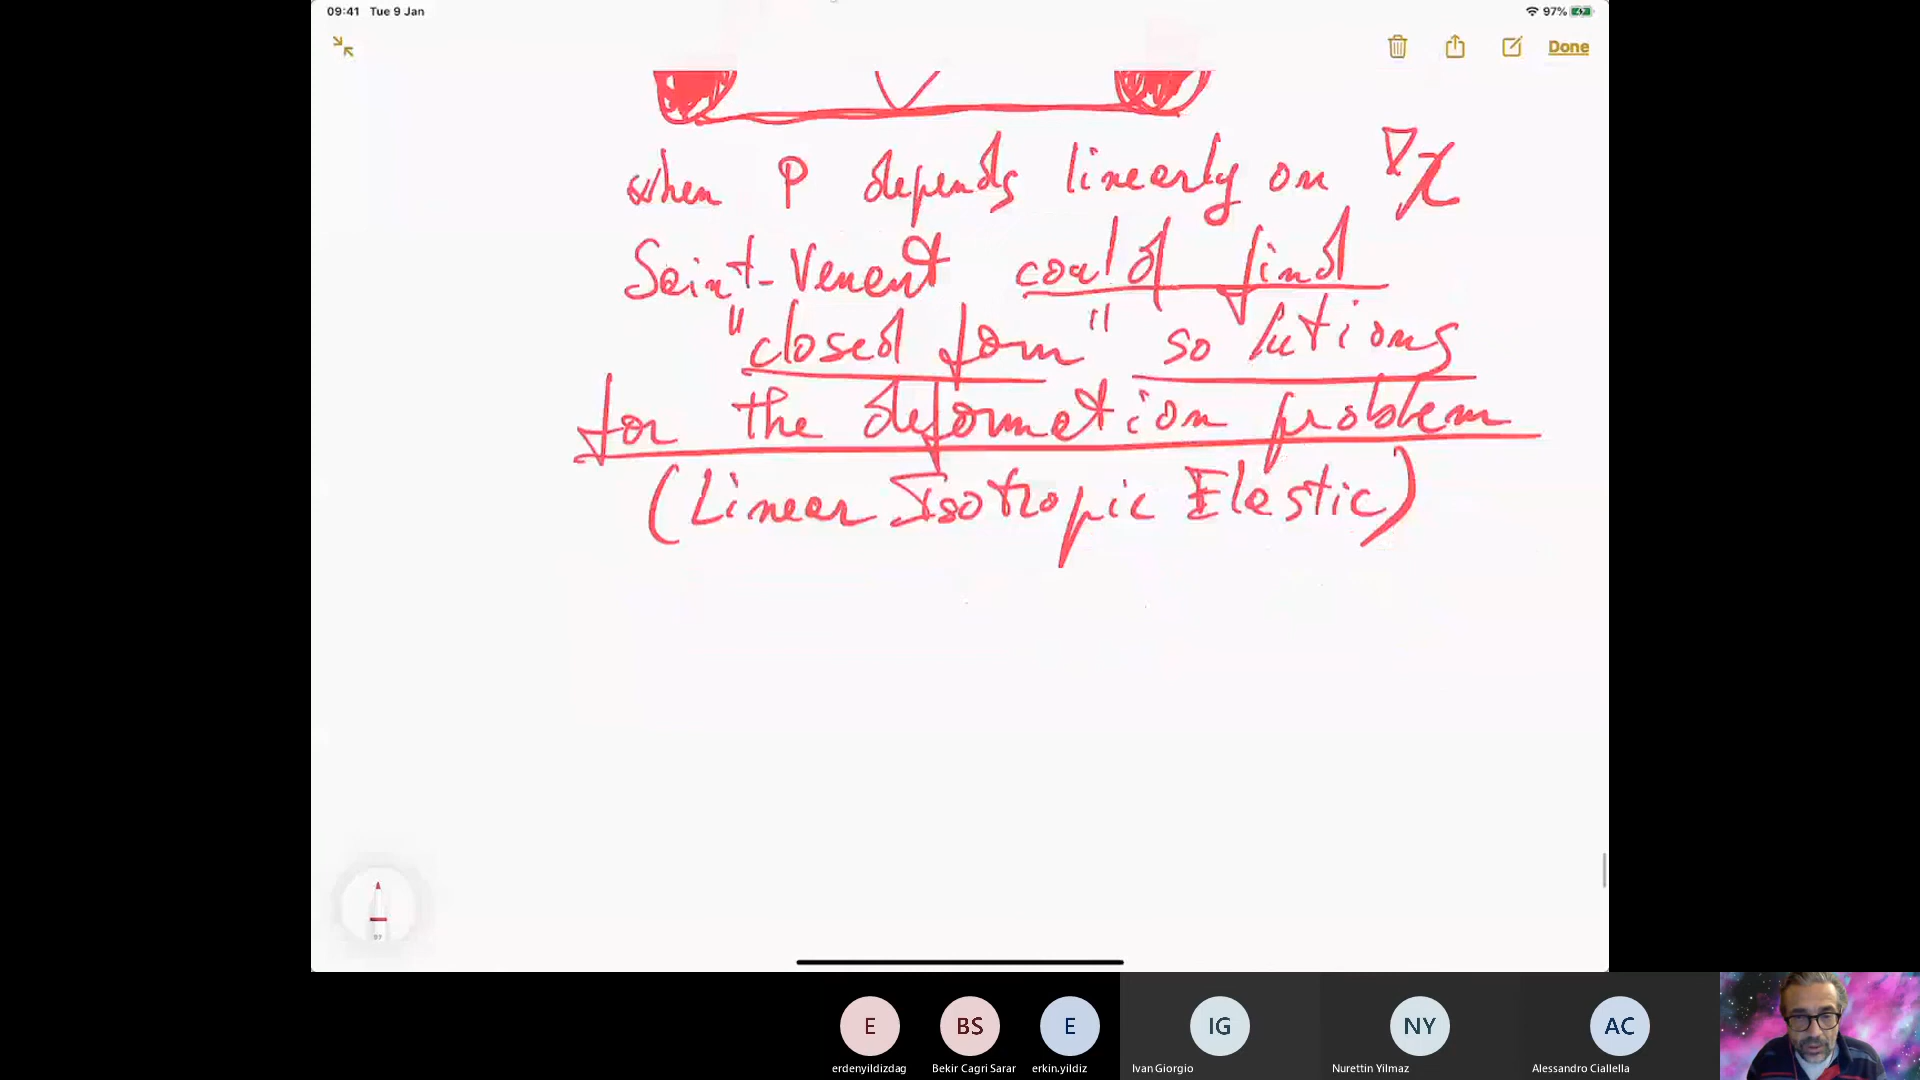 09:41 Tue 9 Jan
97%
Done
when P depends linearly on ∇χ
Saint-Venant could find
"closed form" solutions
for the deformation problem
(Linear Isotropic Elastic)
97
E BS E IG NY AC
erdenyildizdag Bekir Cagri Sarar erkin.yildiz Ivan Giorgio Nurettin Yilmaz Alessandro Ciallella